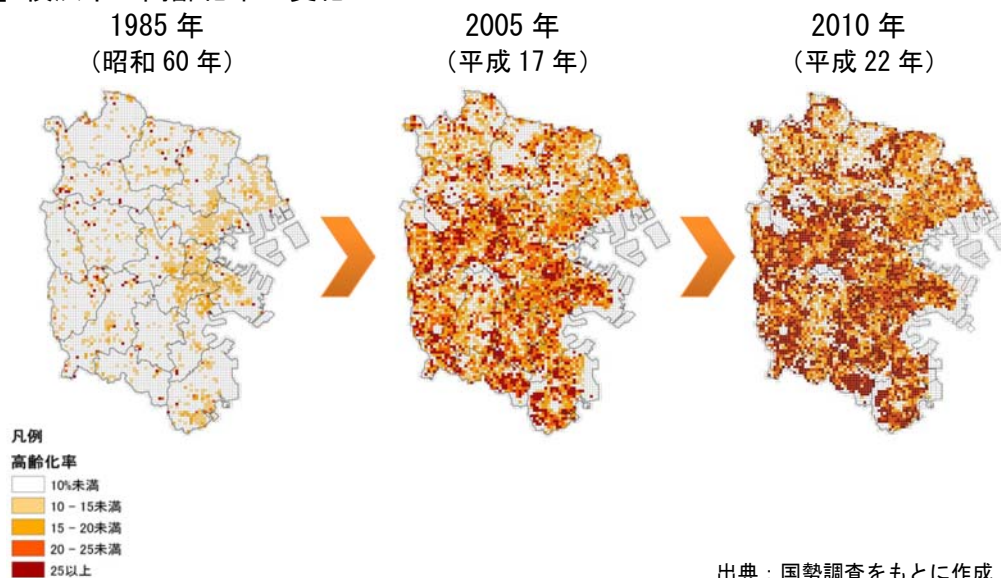 1985 年
（昭和 60 年）
2005 年
（平成 17 年）
2010 年
（平成 22 年）
凡例
高齢化率
10%未満
10 - 15未満
15 - 20未満
20 - 25未満
25以上
出典：国勢調査をもとに作成